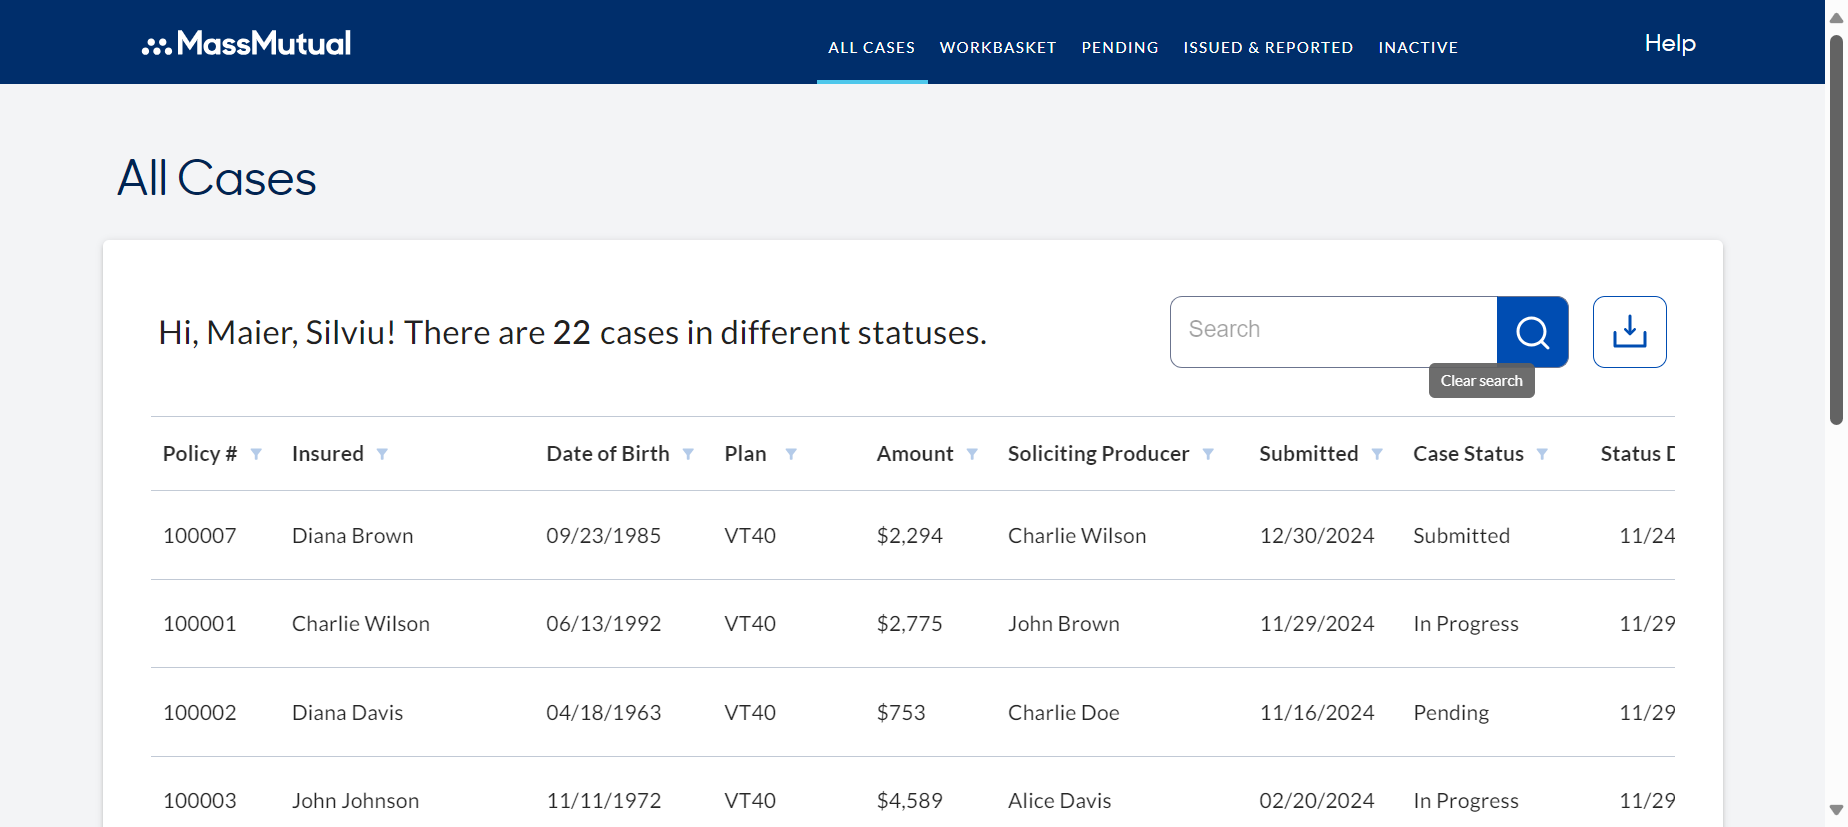 MassMutual
ALL CASES WORKBASKET PENDING ISSUED & REPORTED INACTIVE Help
All Cases
Hi, Maier, Silviu! There are 22 cases in different statuses.
Search
Clear search
Policy # Insured Date of Birth Plan Amount Soliciting Producer Submitted Case Status Status D
100007 Diana Brown 09/23/1985 VT40 $2,294 Charlie Wilson 12/30/2024 Submitted 11/24
100001 Charlie Wilson 06/13/1992 VT40 $2,775 John Brown 11/29/2024 In Progress 11/29
100002 Diana Davis 04/18/1963 VT40 $753 Charlie Doe 11/16/2024 Pending 11/29
100003 John Johnson 11/11/1972 VT40 $4,589 Alice Davis 02/20/2024 In Progress 11/29